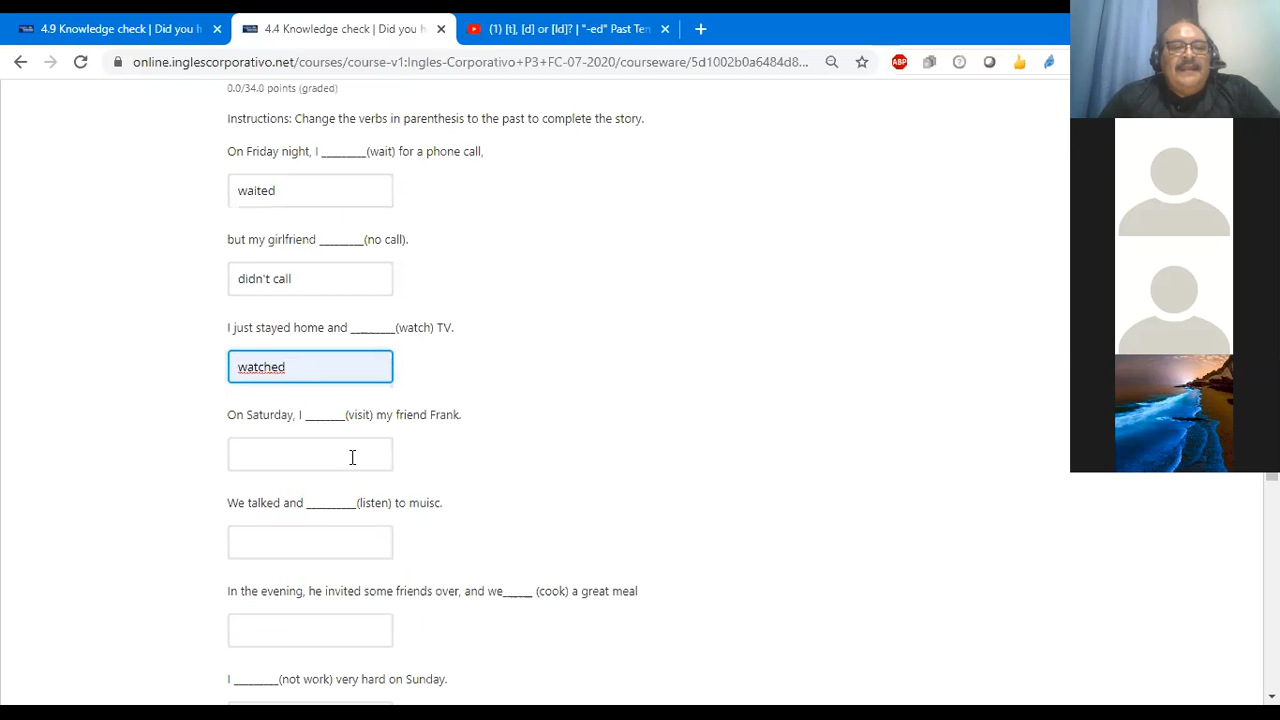 4.9 Knowledge check | Did you h
4.4 Knowledge check | Did you h
(1) [t], [d] or [Id]? | "-ed" Past Ten
online.inglescorporativo.net/courses/course-v1:Ingles-Corporativo+P3+FC-07-2020/courseware/5d1002b0a6484d8...
ABP
0.0/34.0 points (graded)
Instructions: Change the verbs in parenthesis to the past to complete the story.
On Friday night, I ________(wait) for a phone call,
waited
but my girlfriend ________(no call).
didn't call
I just stayed home and ________(watch) TV.
watched
On Saturday, I _______(visit) my friend Frank.
We talked and _________(listen) to muisc.
In the evening, he invited some friends over, and we_____ (cook) a great meal
I ________(not work) very hard on Sunday.